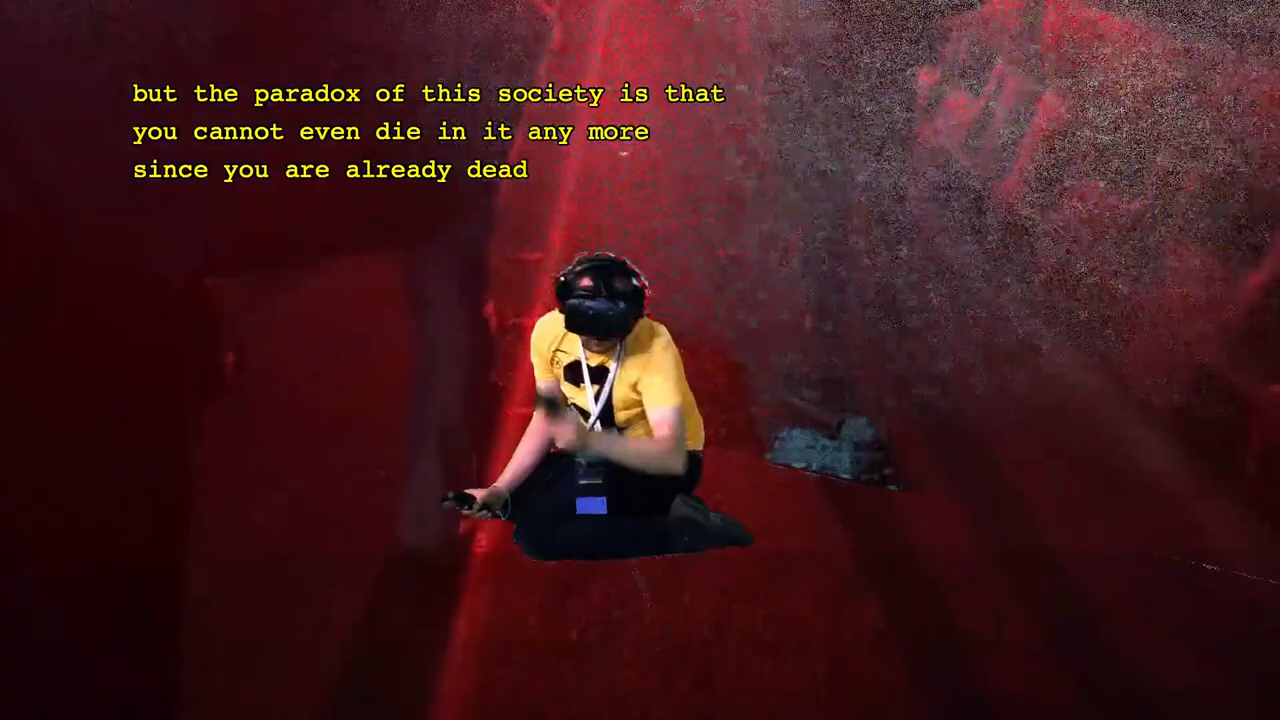 but the paradox of this society is that
you cannot even die in it any more
since you are already dead